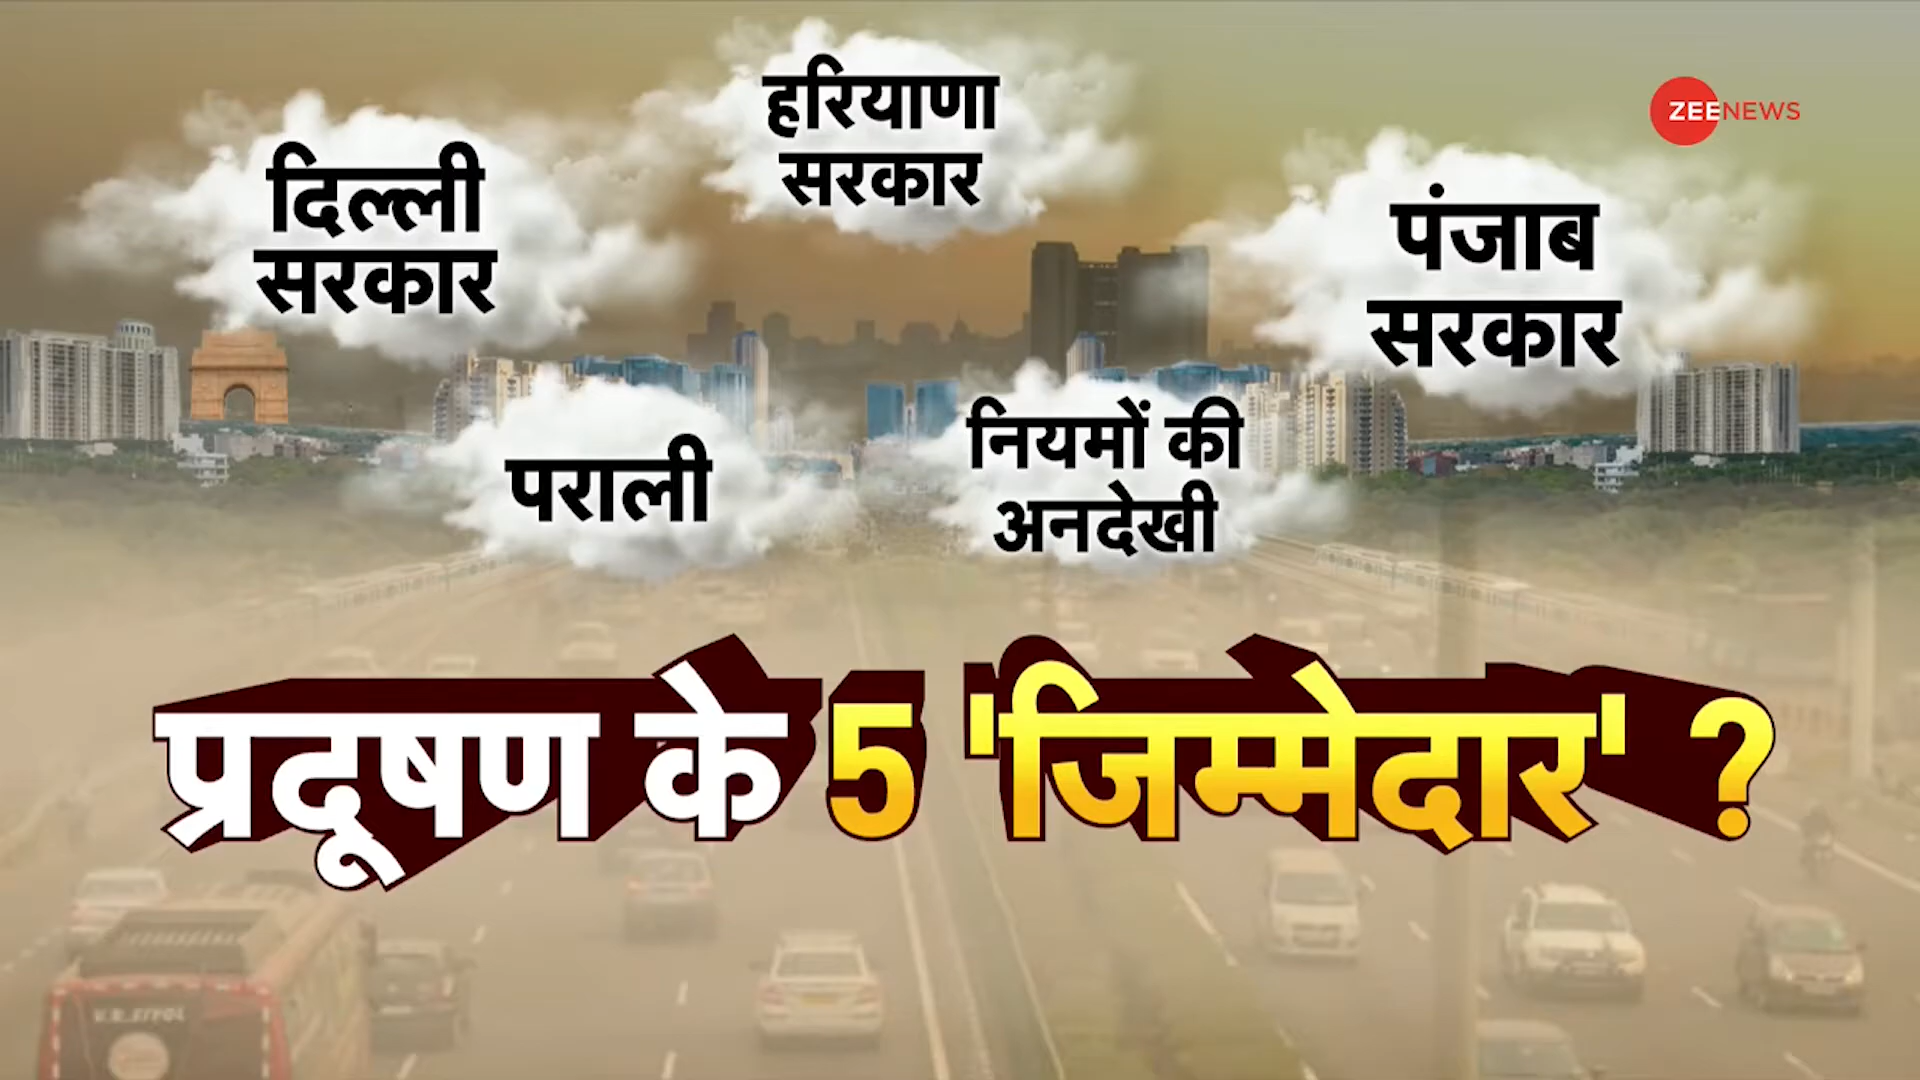 हरियाणा
सरकार
ZEENEWS
दिल्ली
सरकार
पंजाब
सरकार
पराली
नियमों की
अनदेखी
प्रदूषण के 5 'जिम्मेदार' ?